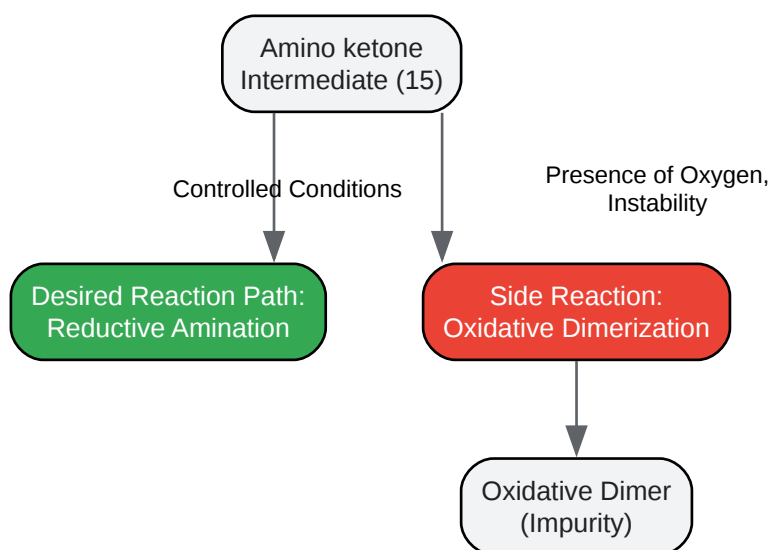 Amino ketone
Intermediate (15)
Controlled Conditions
Presence of Oxygen,
Instability
Desired Reaction Path:
Reductive Amination
Side Reaction:
Oxidative Dimerization
Oxidative Dimer
(Impurity)